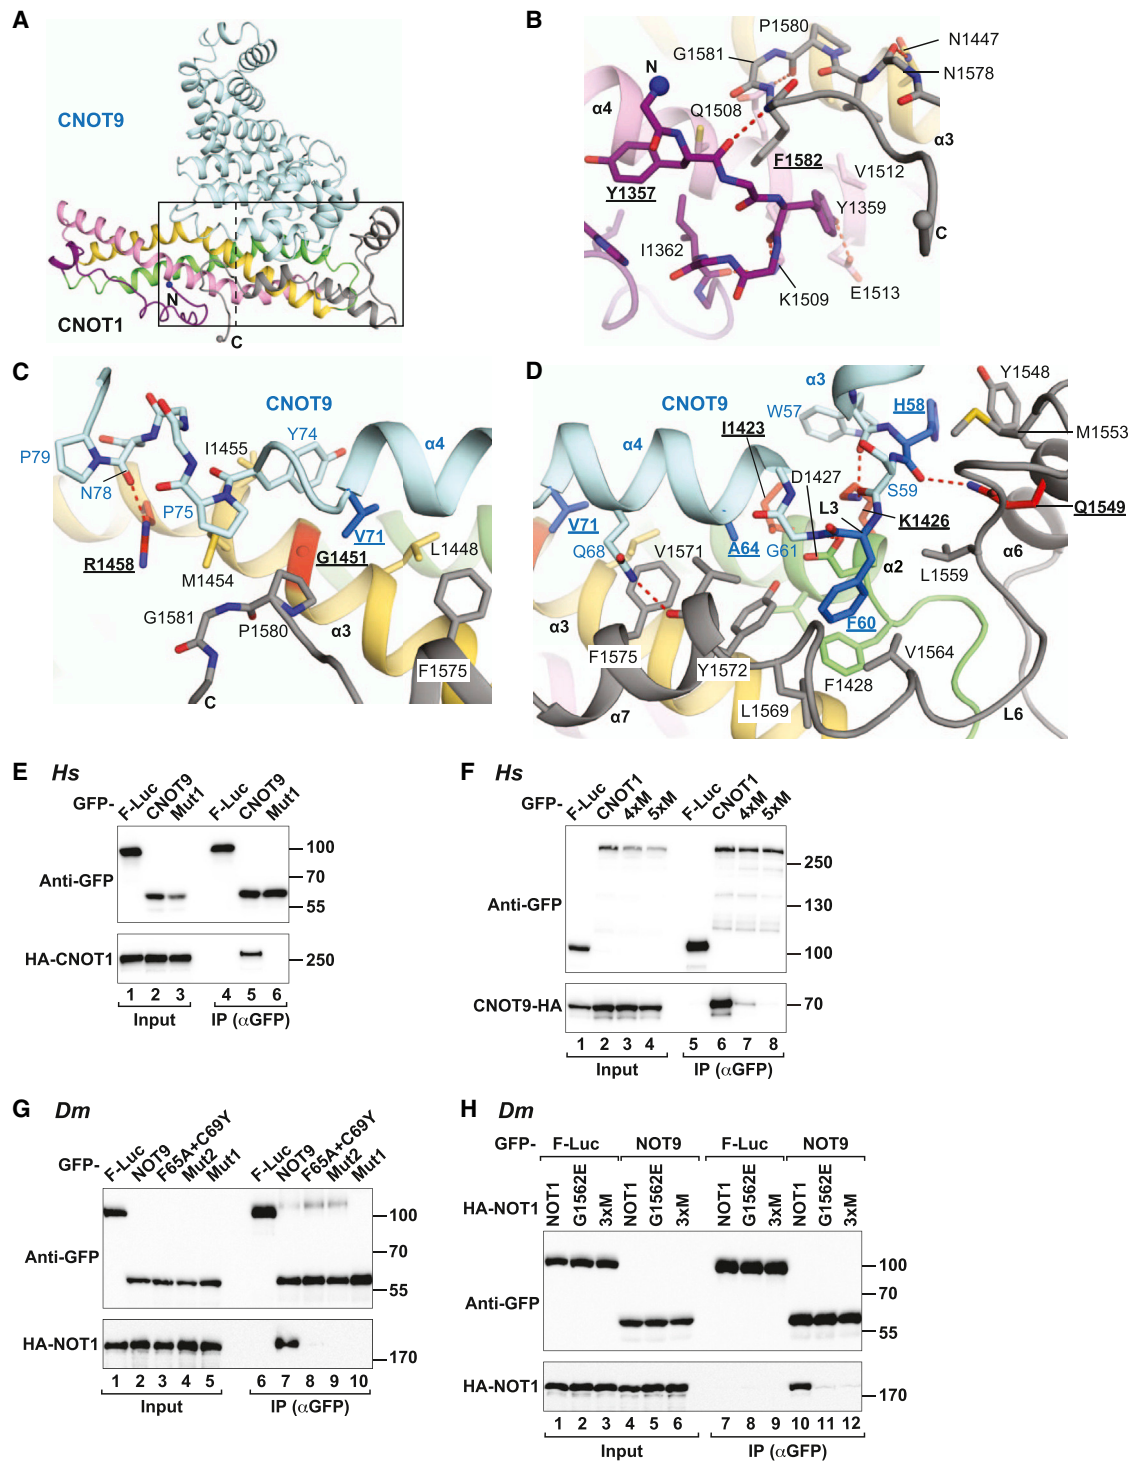 A
CNOT9
CNOT1
N
C
B
P1580
G1581
N1447
N1578
N
α4
Q1508
α3
F1582
V1512
Y1357
Y1359
I1362
C
K1509
E1513
C
CNOT9
P79
N78
I1455
Y74
α4
P75
V71
R1458
G1451
L1448
M1454
G1581
P1580
α3
F1575
C
D
CNOT9
α3
Y1548
W57
H58
I1423
α4
M1553
D1427
S59
L3
Q1549
V71
K1426
A64
G61
α6
Q68
V1571
α2
L1559
α3
F60
F1575
Y1572
V1564
F1428
α7
L1569
L6
E Hs
GFP-
F-Luc
CNOT9
Mut1
F-Luc
CNOT9
Mut1
Anti-GFP
100
70
55
HA-CNOT1
250
1 2 3 4 5 6
Input IP (αGFP)
F Hs
GFP-
F-Luc
CNOT1
4xM
5xM
F-Luc
CNOT1
4xM
5xM
Anti-GFP
250
130
100
CNOT9-HA
70
1 2 3 4 5 6 7 8
Input IP (αGFP)
G Dm
GFP-
F-Luc
NOT9
F65A+C69Y
Mut2
Mut1
F-Luc
NOT9
F65A+C69Y
Mut2
Mut1
Anti-GFP
100
70
55
HA-NOT1
170
1 2 3 4 5 6 7 8 9 10
Input IP (αGFP)
H Dm
GFP- F-Luc NOT9 F-Luc NOT9
HA-NOT1
NOT1
G1562E
3xM
NOT1
G1562E
3xM
NOT1
G1562E
3xM
NOT1
G1562E
3xM
Anti-GFP
100
70
55
HA-NOT1
170
1 2 3 4 5 6 7 8 9 10 11 12
Input IP (αGFP)